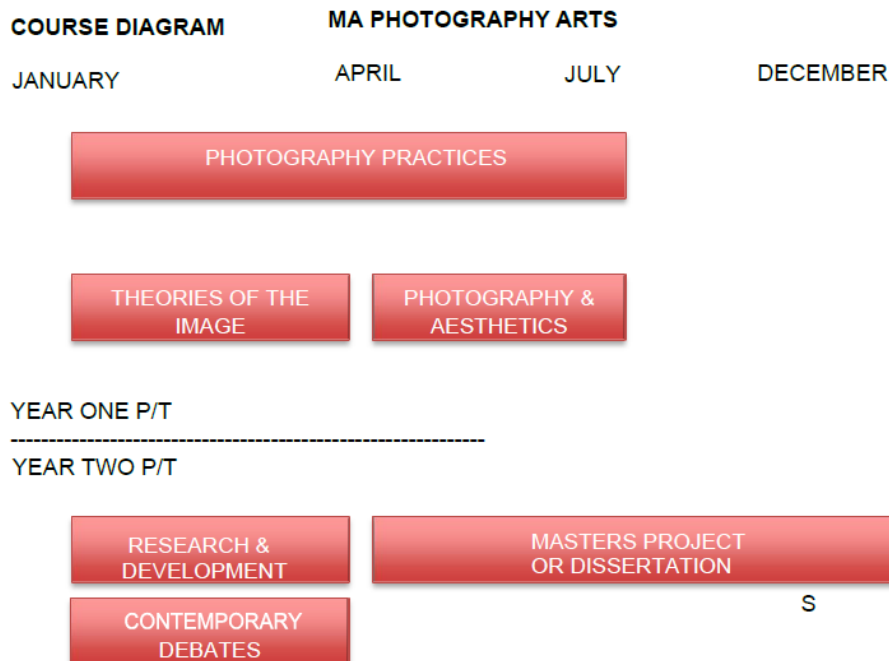 COURSE DIAGRAM
MA PHOTOGRAPHY ARTS
JANUARY
APRIL
JULY
DECEMBER
PHOTOGRAPHY PRACTICES
THEORIES OF THE
IMAGE
PHOTOGRAPHY &
AESTHETICS
YEAR ONE P/T
--------------------------------------------------------------
YEAR TWO P/T
RESEARCH &
DEVELOPMENT
MASTERS PROJECT
OR DISSERTATION
S
CONTEMPORARY
DEBATES